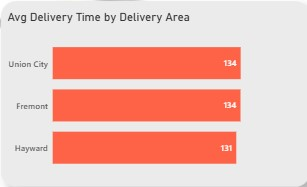 Avg Delivery Time by Delivery Area
Union City 134
Fremont 134
Hayward 131